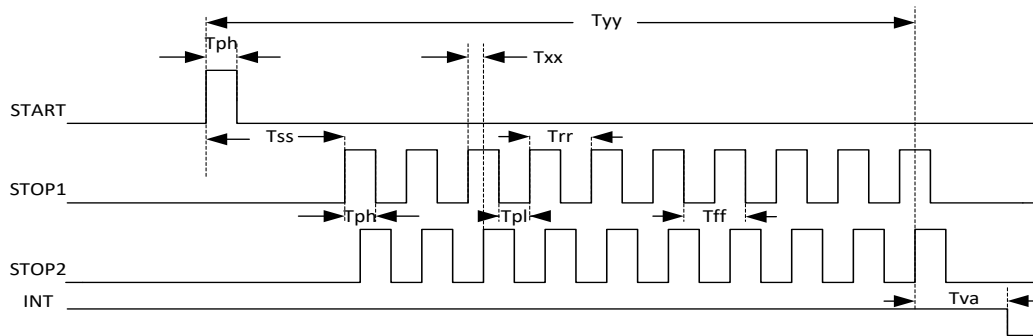 Tyy
Tph
Txx
START
Tss
Trr
STOP1
Tph
Tpl
Tff
STOP2
INT
Tva